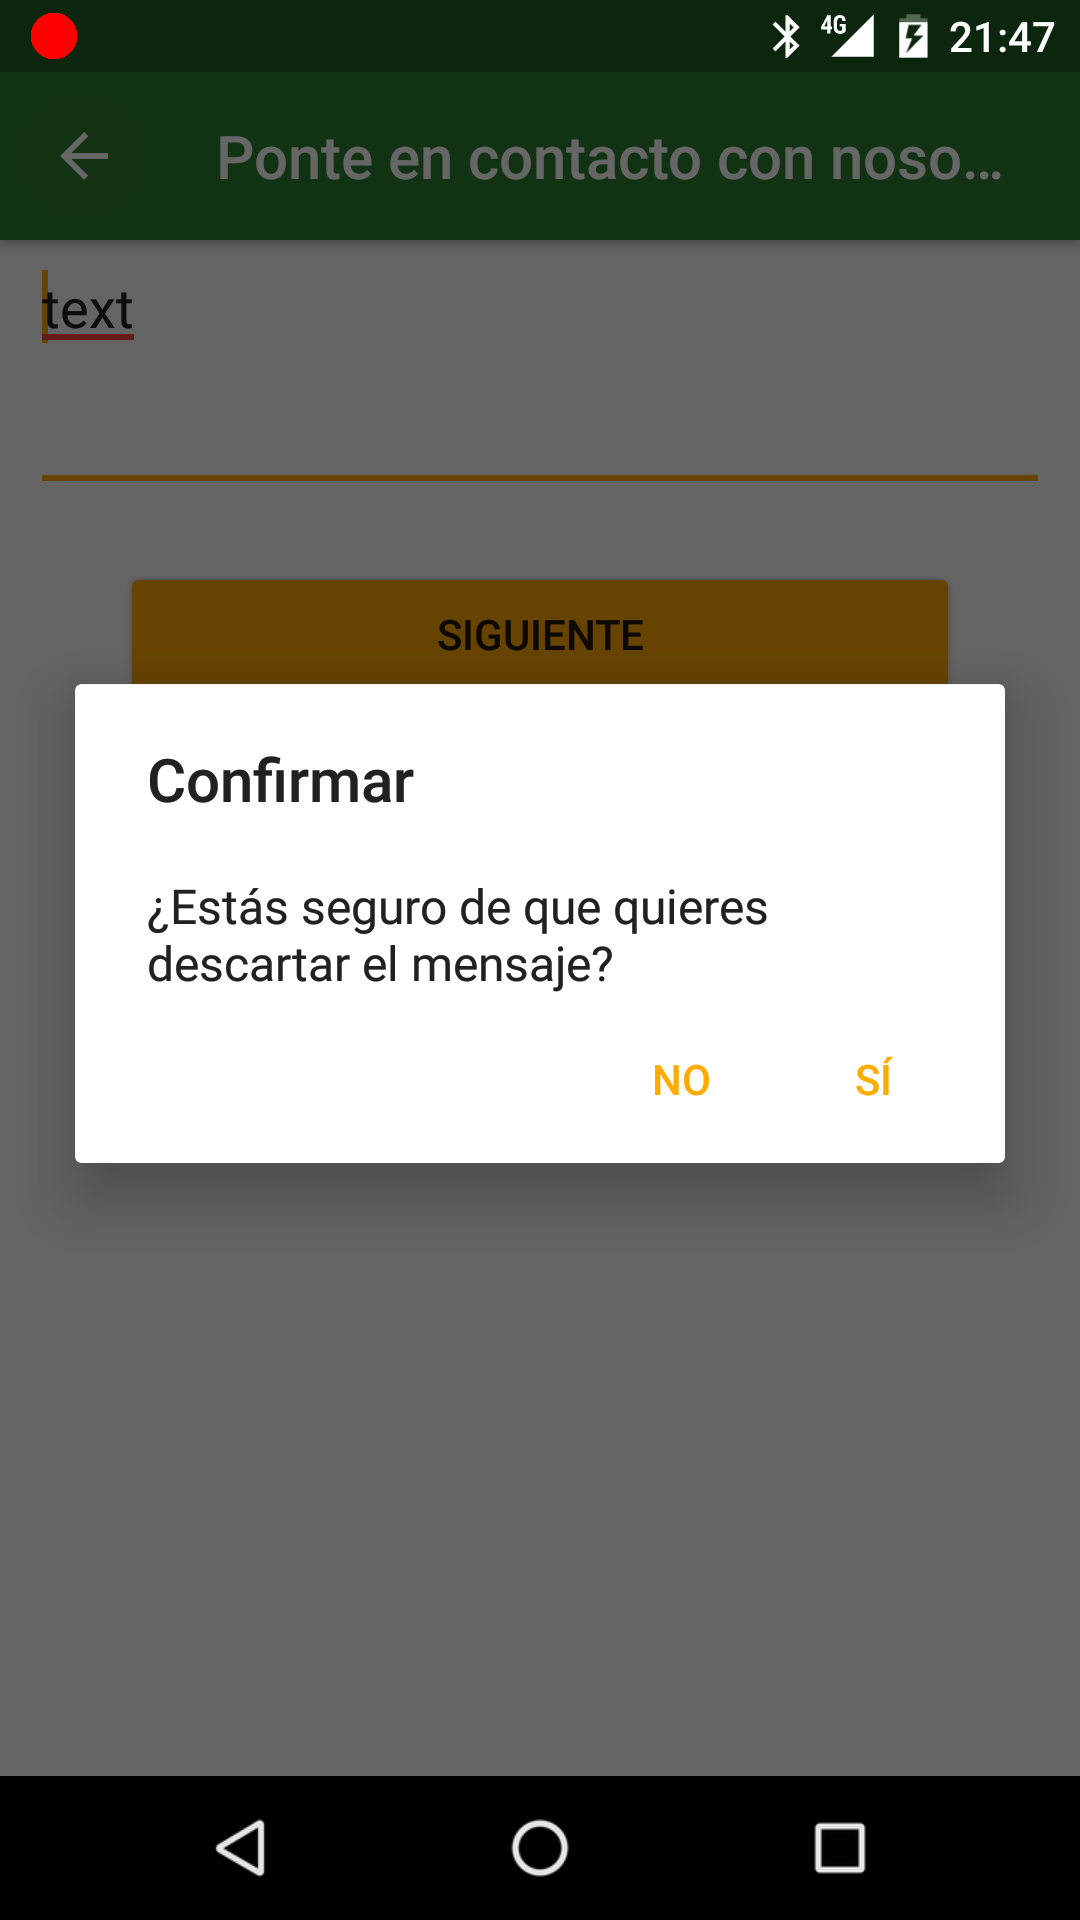 4G 21:47
Ponte en contacto con noso…
text
SIGUIENTE
Confirmar
¿Estás seguro de que quieres
descartar el mensaje?
NO SÍ